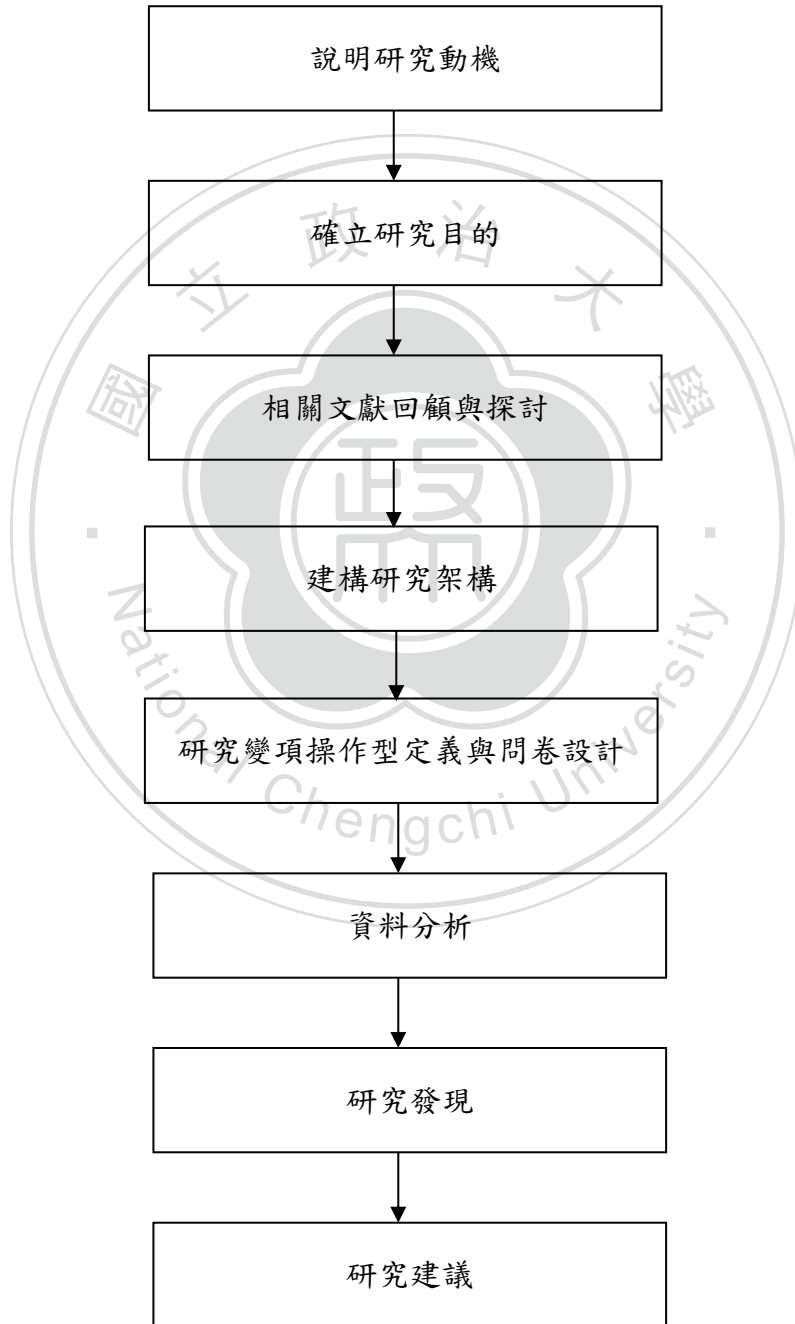 說明研究動機
確立研究目的
相關文獻回顧與探討
建構研究架構
研究變項操作型定義與問卷設計
資料分析
研究發現
研究建議
國立政治大學
政
National Chengchi University